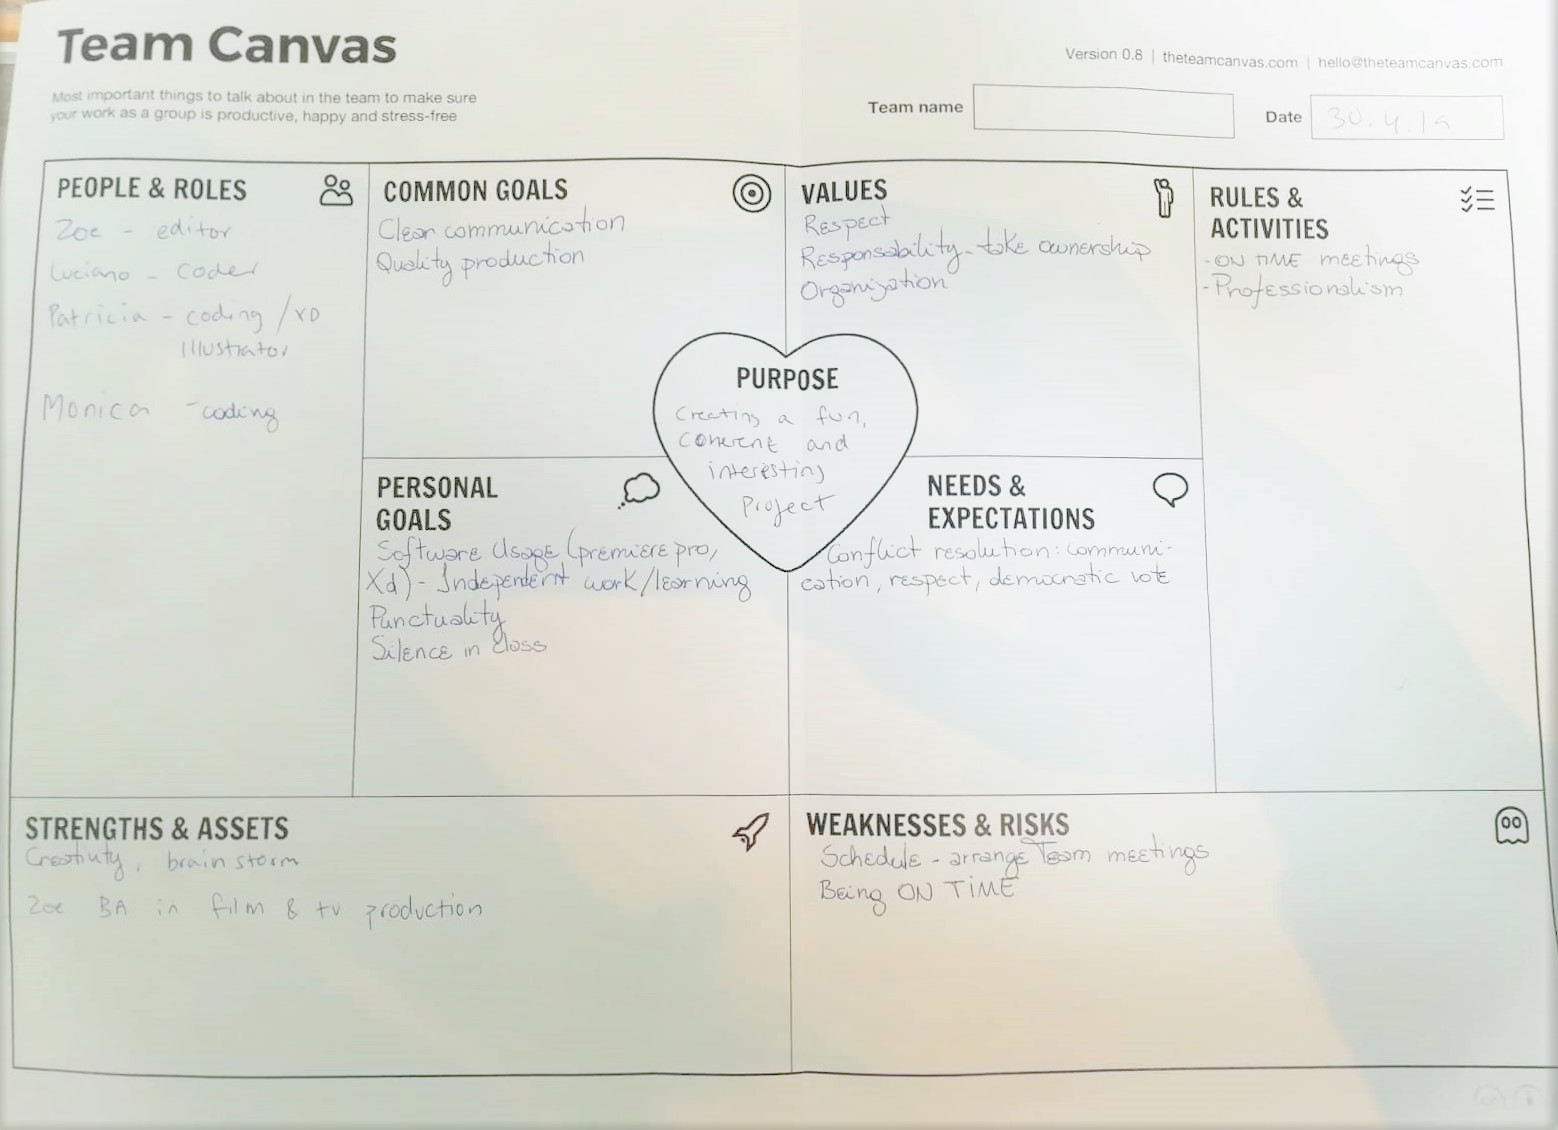 Team Canvas
Most important things to talk about in the team to make sure
your work as a group is productive, happy and stress-free
Version 0.8 | theteamcanvas.com | hello@theteamcanvas.com
Team name
Date 30.4.19
PEOPLE & ROLES
Zoe - editor
Luciano - coder
Patricia - coding / XD
Illustrator
Monica - coding
COMMON GOALS
Clear communication
Quality production
VALUES
Respect
Responsability - take ownership
Organization
RULES &
ACTIVITIES
- ON TIME meetings
- Professionalism
PURPOSE
Creating a fun,
coherent and
interesting
Project
PERSONAL
GOALS
Software Usage (premiere pro,
Xd) - Independent work/learning
Punctuality
Silence in class
NEEDS &
EXPECTATIONS
Conflict resolution: communi-
cation, respect, democratic vote
STRENGTHS & ASSETS
Creativity, brain storm
Zoe BA in film & tv production
WEAKNESSES & RISKS
Schedule - arrange Team meetings
Being ON TIME